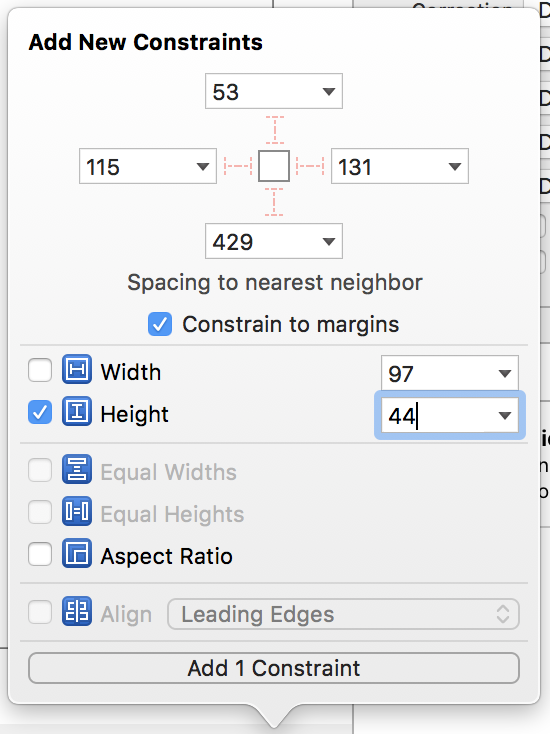 Correction
Add New Constraints
53
115
131
429
Spacing to nearest neighbor
Constrain to margins
Width
97
Height
44
Equal Widths
Equal Heights
Aspect Ratio
Align
Leading Edges
Add 1 Constraint